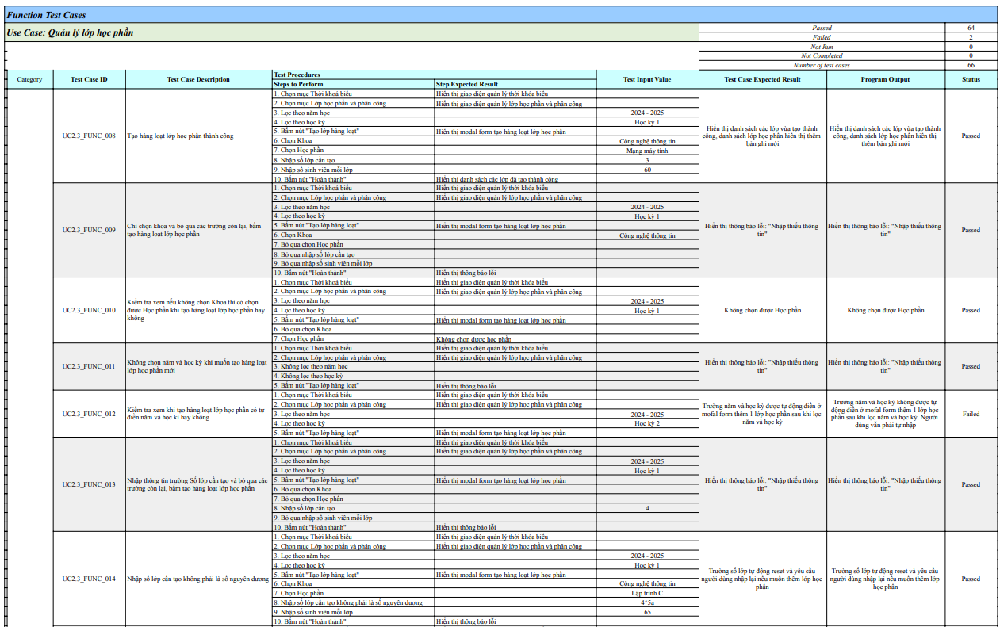 Function Test Cases
Use Case: Quản lý lớp học phần
Passed 64
Failed 2
Not Run 0
Not Completed 0
Number of test cases 66
Category Test Case ID Test Case Description Test Procedures Test Input Value Test Case Expected Result Program Output Status
Steps to Perform Step Expected Result
UC2.3_FUNC_008
Tạo hàng loạt lớp học phần thành công
1. Chọn mục Thời khoá biểu Hiển thị giao diện quản lý thời khóa biểu
2. Chọn mục Lớp học phần và phân công Hiển thị giao diện quản lý lớp học phần và phân công
3. Lọc theo năm học 2024 - 2025
4. Lọc theo học kỳ Học kỳ 1
5. Bấm nút "Tạo lớp hàng loạt" Hiển thị modal form tạo hàng loạt lớp học phần
6. Chọn Khoa Công nghệ thông tin
7. Chọn Học phần Mạng máy tính
8. Nhập số lớp cần tạo 3
9. Nhập số sinh viên mỗi lớp 60
10. Bấm nút "Hoàn thành" Hiển thị danh sách các lớp đã tạo thành công
Hiển thị danh sách các lớp vừa tạo thành
công, danh sách lớp học phần hiển thị thêm
bản ghi mới
Hiển thị danh sách các lớp vừa tạo thành
công, danh sách lớp học phần hiển thị
thêm bản ghi mới
Passed
UC2.3_FUNC_009
Chỉ chọn khoa và bỏ qua các trường còn lại, bấm
tạo hàng loạt lớp học phần
1. Chọn mục Thời khoá biểu Hiển thị giao diện quản lý thời khóa biểu
2. Chọn mục Lớp học phần và phân công Hiển thị giao diện quản lý lớp học phần và phân công
3. Lọc theo năm học 2024 - 2025
4. Lọc theo học kỳ Học kỳ 1
5. Bấm nút "Tạo lớp hàng loạt" Hiển thị modal form tạo hàng loạt lớp học phần
6. Chọn Khoa Công nghệ thông tin
7. Bỏ qua chọn Học phần
8. Bỏ qua nhập số lớp cần tạo
9. Bỏ qua nhập số sinh viên mỗi lớp
10. Bấm nút "Hoàn thành" Hiển thị thông báo lỗi
Hiển thị thông báo lỗi: "Nhập thiếu thông
tin"
Hiển thị thông báo lỗi: "Nhập thiếu thông
tin"
Passed
UC2.3_FUNC_010
Kiểm tra xem nếu không chọn Khoa thì có chọn
được Học phần khi tạo hàng loạt lớp học phần hay
không
1. Chọn mục Thời khoá biểu Hiển thị giao diện quản lý thời khóa biểu
2. Chọn mục Lớp học phần và phân công Hiển thị giao diện quản lý lớp học phần và phân công
3. Lọc theo năm học 2024 - 2025
4. Lọc theo học kỳ Học kỳ 1
5. Bấm nút "Tạo lớp hàng loạt" Hiển thị modal form tạo hàng loạt lớp học phần
6. Bỏ qua chọn Khoa
7. Chọn Học phần Không chọn được học phần
Không chọn được Học phần
Không chọn được Học phần
Passed
UC2.3_FUNC_011
Không chọn năm và học kỳ khi muốn tạo hàng loạt
lớp học phần mới
1. Chọn mục Thời khoá biểu Hiển thị giao diện quản lý thời khóa biểu
2. Chọn mục Lớp học phần và phân công Hiển thị giao diện quản lý lớp học phần và phân công
3. Không lọc theo năm học
4. Không lọc theo học kỳ
5. Bấm nút "Tạo lớp hàng loạt" Hiển thị thông báo lỗi
Hiển thị thông báo lỗi: "Nhập thiếu thông
tin"
Hiển thị thông báo lỗi: "Nhập thiếu thông
tin"
Passed
UC2.3_FUNC_012
Kiểm tra xem khi tạo hàng loạt lớp học phần có tự
điền năm và học kì hay không
1. Chọn mục Thời khoá biểu Hiển thị giao diện quản lý thời khóa biểu
2. Chọn mục Lớp học phần và phân công Hiển thị giao diện quản lý lớp học phần và phân công
3. Lọc theo năm học 2024 - 2025
4. Lọc theo học kỳ Học kỳ 2
5. Bấm nút "Tạo lớp hàng loạt" Hiển thị modal form tạo hàng loạt lớp học phần
Trường năm và học kỳ được tự động điền ở
mofal form thêm 1 lớp học phần sau khi lọc
năm và học kỳ
Trường năm và học kỳ không được tự
động điền ở mofal form thêm 1 lớp học
phần sau khi lọc năm và học kỳ. Người
dùng vẫn phải tự nhập
Failed
UC2.3_FUNC_013
Nhập thông tin trường Số lớp cần tạo và bỏ qua các
trường còn lại, bấm tạo hàng loạt lớp học phần
1. Chọn mục Thời khoá biểu Hiển thị giao diện quản lý thời khóa biểu
2. Chọn mục Lớp học phần và phân công Hiển thị giao diện quản lý lớp học phần và phân công
3. Lọc theo năm học 2024 - 2025
4. Lọc theo học kỳ Học kỳ 1
5. Bấm nút "Tạo lớp hàng loạt" Hiển thị modal form tạo hàng loạt lớp học phần
6. Bỏ qua chọn Khoa
7. Bỏ qua chọn Học phần
8. Nhập số lớp cần tạo 4
9. Bỏ qua nhập số sinh viên mỗi lớp
10. Bấm nút "Hoàn thành" Hiển thị thông báo lỗi
Hiển thị thông báo lỗi: "Nhập thiếu thông
tin"
Hiển thị thông báo lỗi: "Nhập thiếu thông
tin"
Passed
UC2.3_FUNC_014
Nhập số lớp cần tạo không phải là số nguyên dương
1. Chọn mục Thời khoá biểu Hiển thị giao diện quản lý thời khóa biểu
2. Chọn mục Lớp học phần và phân công Hiển thị giao diện quản lý lớp học phần và phân công
3. Lọc theo năm học 2024 - 2025
4. Lọc theo học kỳ Học kỳ 1
5. Bấm nút "Tạo lớp hàng loạt" Hiển thị modal form tạo hàng loạt lớp học phần
6. Chọn Khoa Công nghệ thông tin
7. Chọn Học phần Lập trình C
8. Nhập số lớp cần tạo không phải là số nguyên dương 4^5a
9. Nhập số sinh viên mỗi lớp 65
10. Bấm nút "Hoàn thành" Hiển thị thông báo lỗi
Trường số lớp tự động reset và yêu cầu
người dùng nhập lại nếu muốn thêm lớp học
phần
Trường số lớp tự động reset và yêu cầu
người dùng nhập lại nếu muốn thêm lớp
học phần
Passed